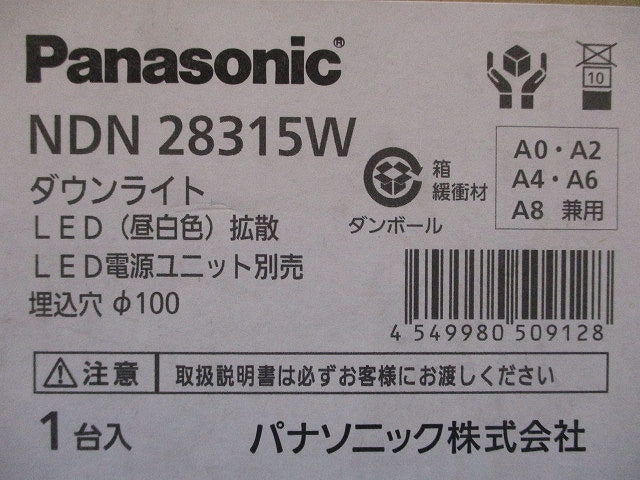 Panasonic®
NDN 28315W
ダウンライト
LED（昼白色）拡散
LED電源ユニット別売
埋込穴 φ100
10
箱
緩衝材
ダンボール
A0・A2
A4・A6
A8 兼用
4 549980 509128
注意
取扱説明書は必ずお客様にお渡しください
1台入
パナソニック株式会社